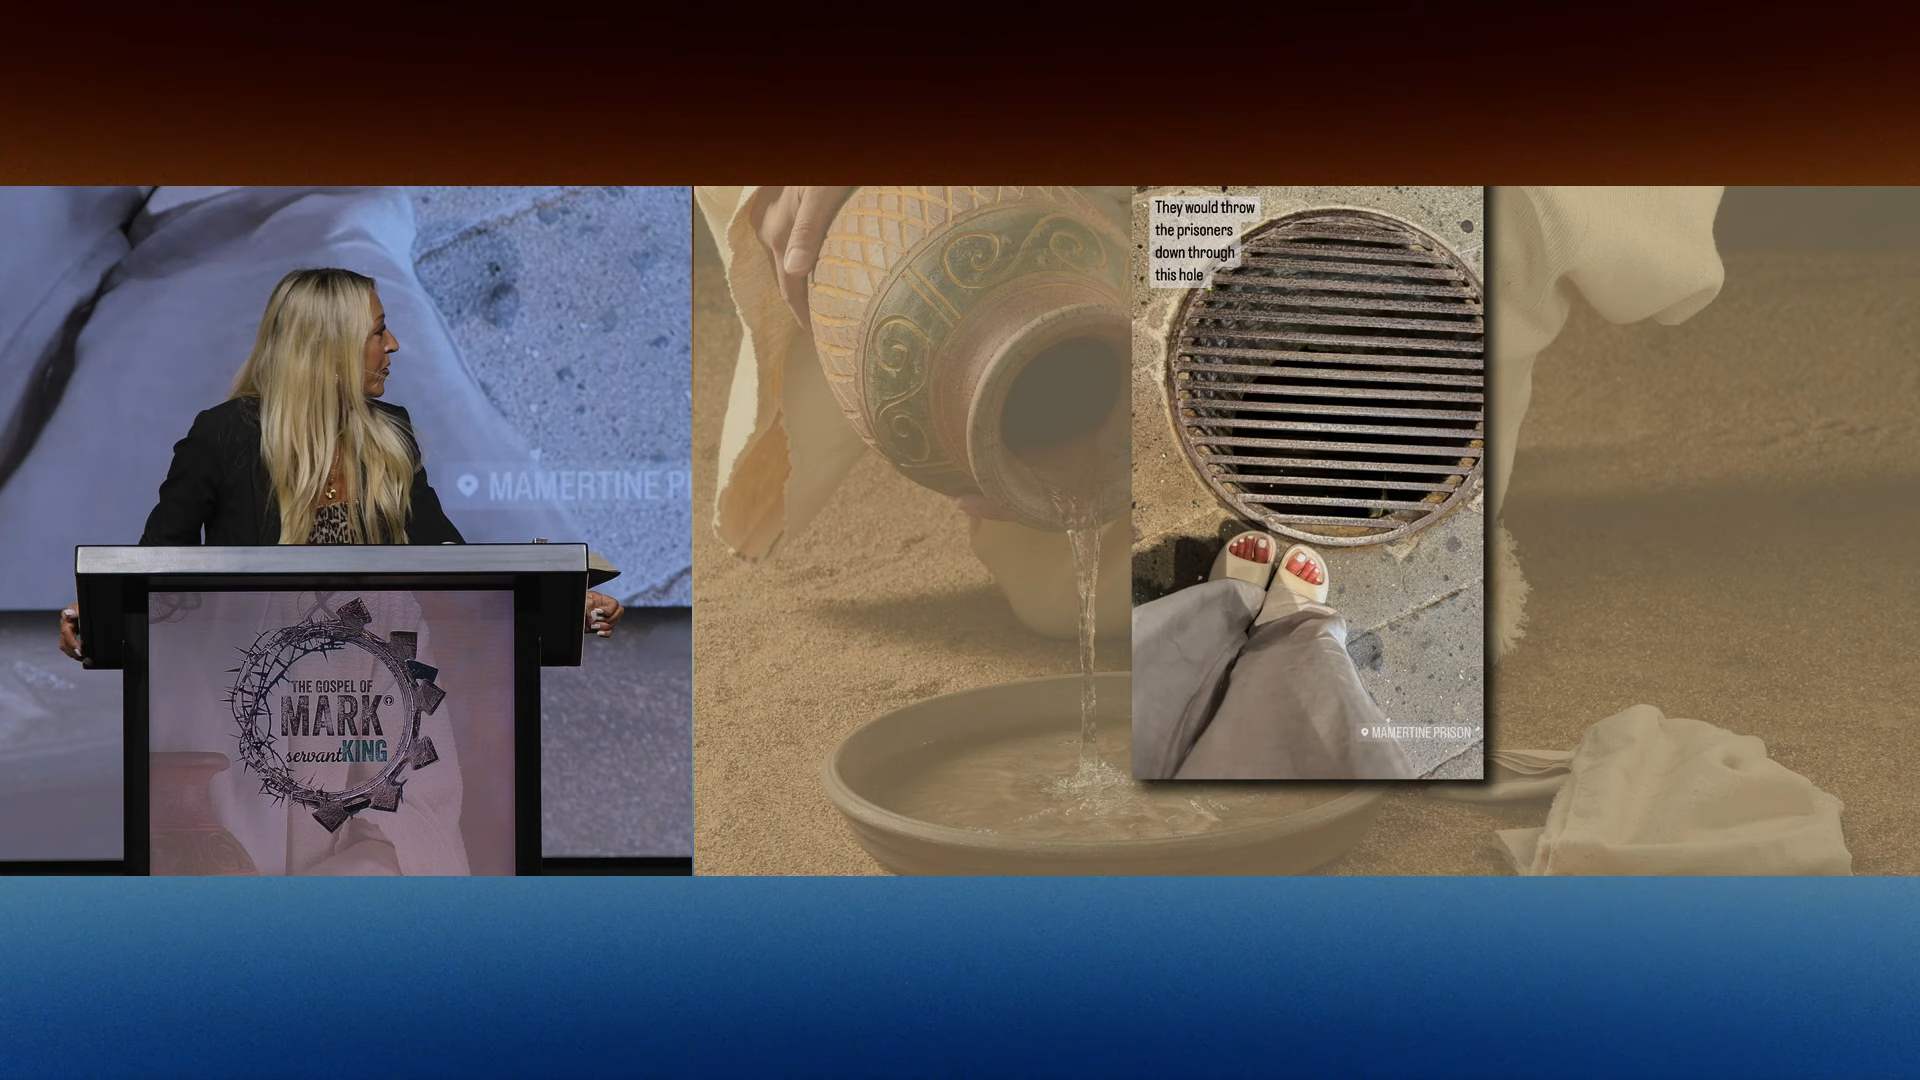 They would throw
the prisoners
down through
this hole
MAMERTINE P
THE GOSPEL OF
MARK
servantKING
MAMERTINE PRISON